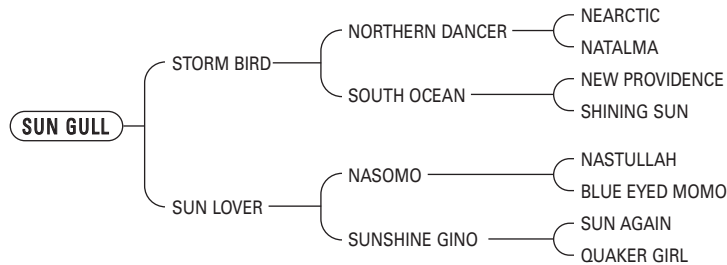 NEARCTIC
NORTHERN DANCER
NATALMA
STORM BIRD
NEW PROVIDENCE
SOUTH OCEAN
SHINING SUN
SUN GULL
NASTULLAH
NASOMO
BLUE EYED MOMO
SUN LOVER
SUN AGAIN
SUNSHINE GINO
QUAKER GIRL